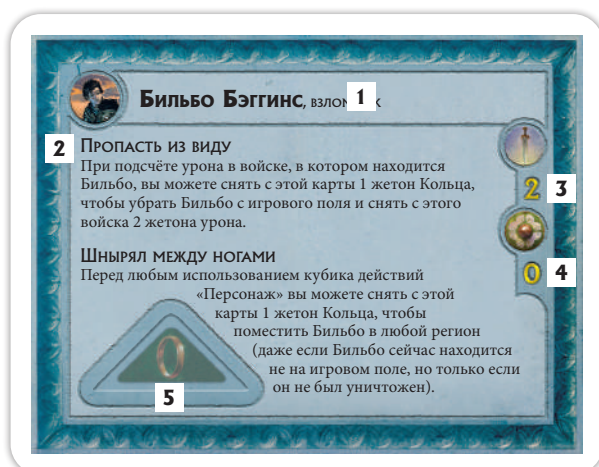 Бильбо Бэггинс, взло
1
2
Пропасть из виду
При подсчёте урона в войске, в котором находится
Бильбо, вы можете снять с этой карты 1 жетон Кольца,
чтобы убрать Бильбо с игрового поля и снять с этого
войска 2 жетона урона.
2
3
Шнырял между ногами
Перед любым использованием кубика действий
«Персонаж» вы можете снять с этой
карты 1 жетон Кольца, чтобы
поместить Бильбо в любой регион
(даже если Бильбо сейчас находится
не на игровом поле, но только если
он не был уничтожен).
0
4
5